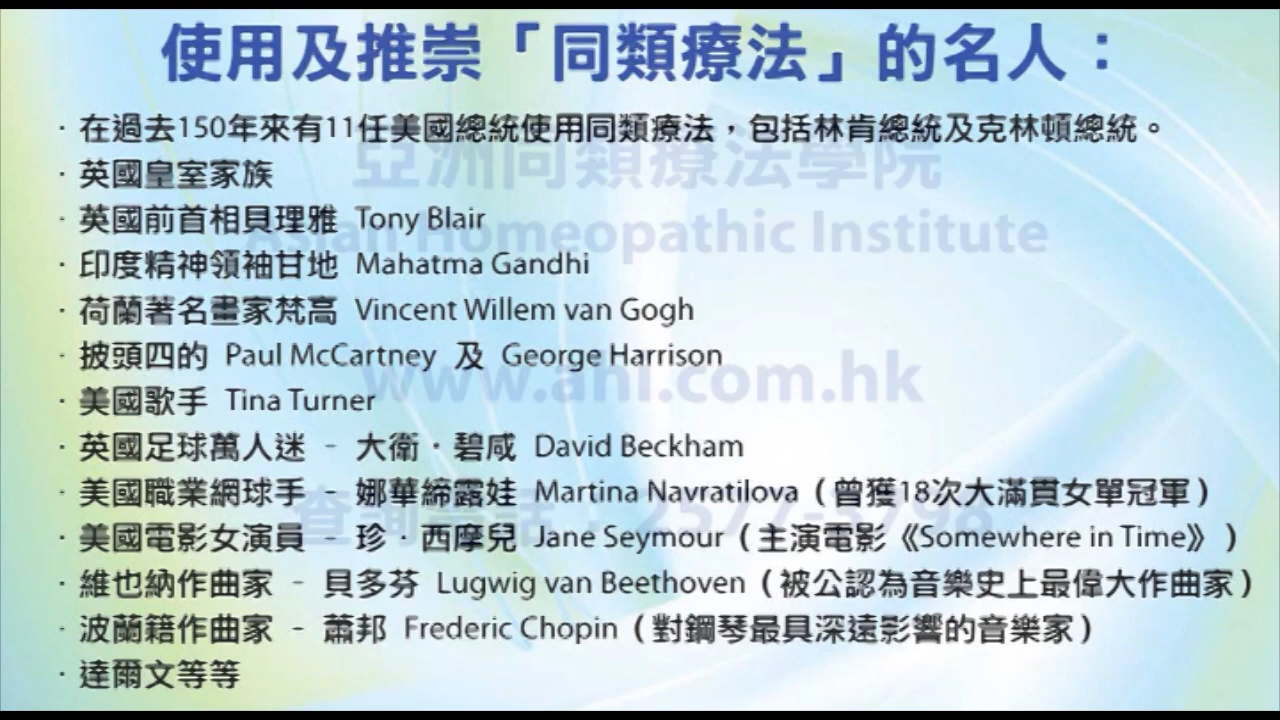 使用及推崇「同類療法」的名人：
· 在過去150年來有11任美國總統使用同類療法，包括林肯總統及克林頓總統。
亞洲同類療法學院
· 英國皇室家族
· 英國前首相貝理雅 Tony Blair
Asian Homeopathic Institute
· 印度精神領袖甘地 Mahatma Gandhi
· 荷蘭著名畫家梵高 Vincent Willem van Gogh
· 披頭四的 Paul McCartney 及 George Harrison
www.ahi.com.hk
· 美國歌手 Tina Turner
· 英國足球萬人迷 – 大衛·碧咸 David Beckham
· 美國職業網球手 – 娜華締露娃 Martina Navratilova（曾獲18次大滿貫女單冠軍）
· 美國電影女演員 – 珍·西摩兒 Jane Seymour（主演電影《Somewhere in Time》）
· 維也納作曲家 – 貝多芬 Lugwig van Beethoven（被公認為音樂史上最偉大作曲家）
· 波蘭籍作曲家 – 蕭邦 Frederic Chopin（對鋼琴最具深遠影響的音樂家）
· 達爾文等等